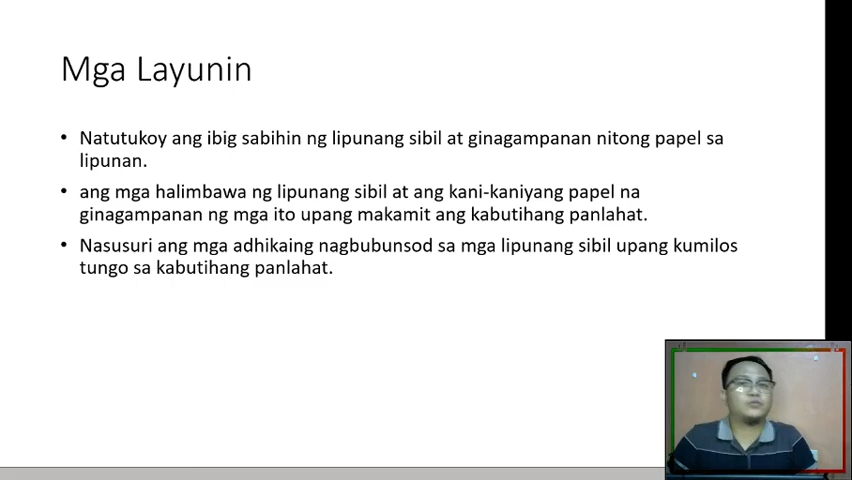 Mga Layunin
• Natutukoy ang ibig sabihin ng lipunang sibil at ginagampanan nitong papel sa
lipunan.
• ang mga halimbawa ng lipunang sibil at ang kani-kaniyang papel na
ginagampanan ng mga ito upang makamit ang kabutihang panlahat.
• Nasusuri ang mga adhikaing nagbubunsod sa mga lipunang sibil upang kumilos
tungo sa kabutihang panlahat.